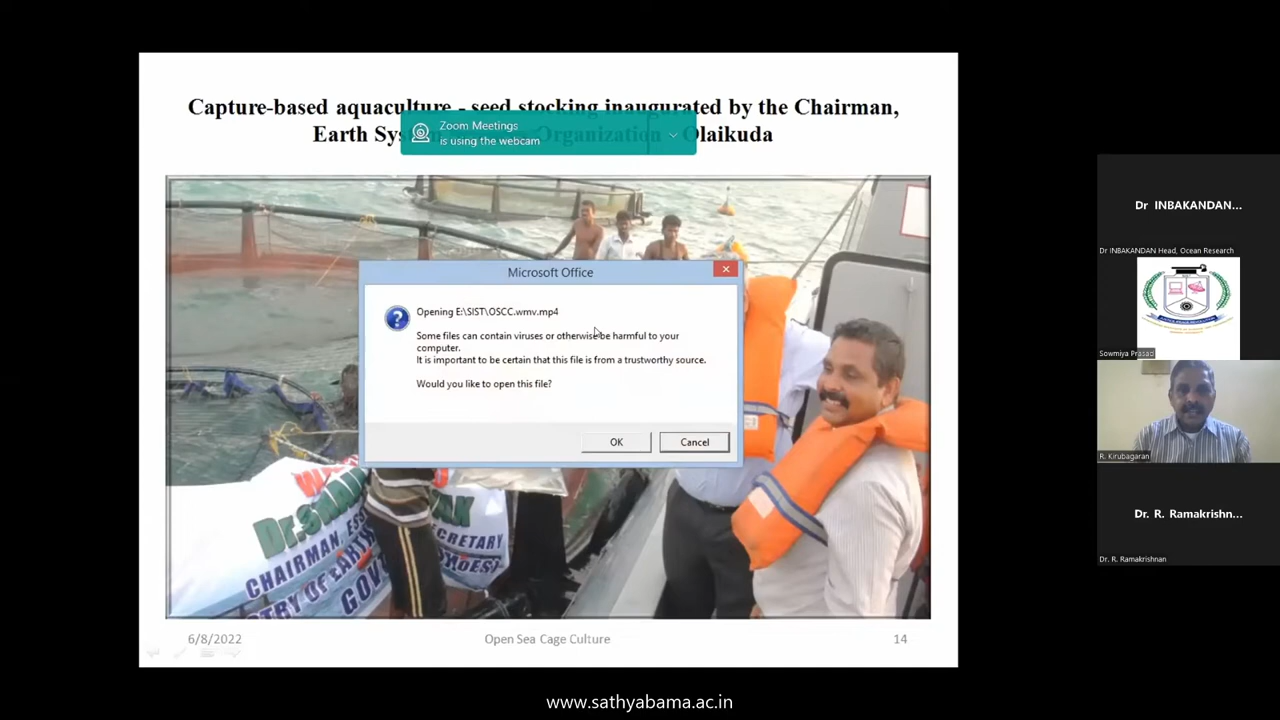 Capture-based aquaculture - seed stocking inaugurated by the Chairman,
Earth Organization Olaikuda
Zoom Meetings
is using the webcam
Microsoft Office
Opening E:\SIST\OSCC.wmv.mp4
Some files can contain viruses or otherwise be harmful to your
computer.
It is important to be certain that this file is from a trustworthy source.
Would you like to open this file?
OK
Cancel
CHAIRMAN,
SECRETARY
6/8/2022
Open Sea Cage Culture
14
Dr INBAKANDAN...
Dr INBAKANDAN Head, Ocean Research
Sowmiya Prasad
R. Kirubagaran
Dr. R. Ramakrishn...
Dr. R. Ramakrishnan
www.sathyabama.ac.in